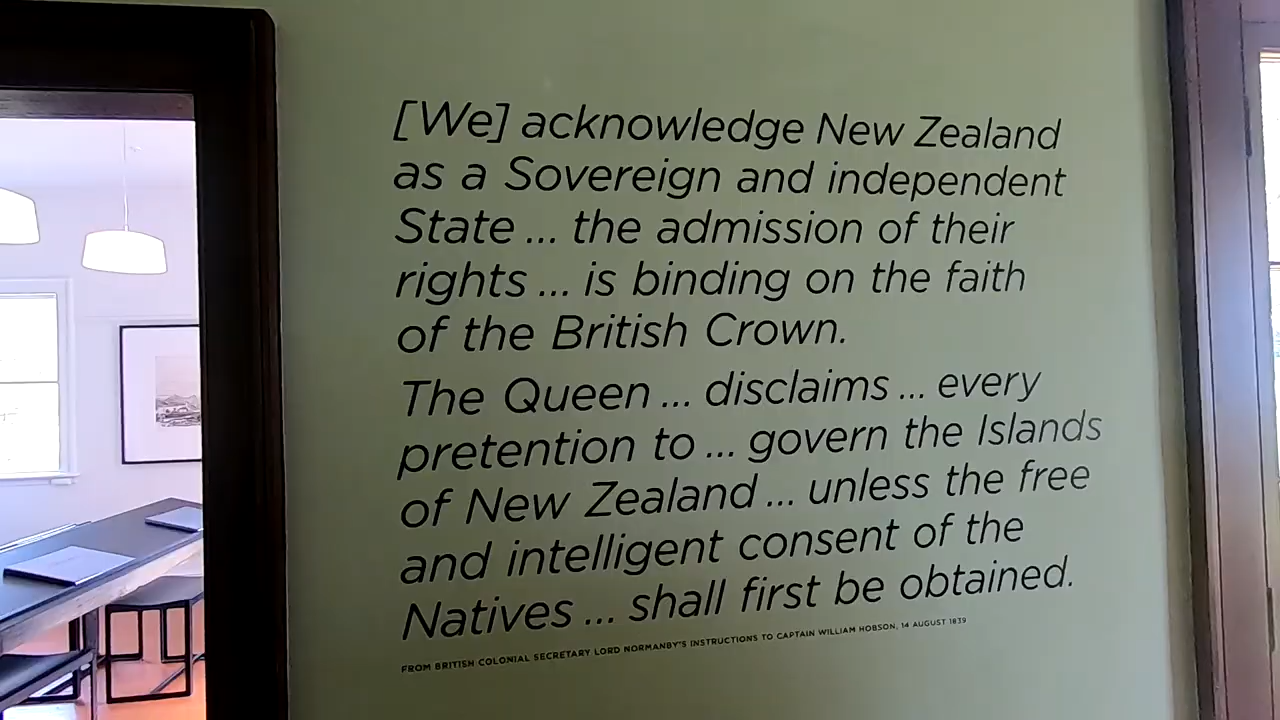 [We] acknowledge New Zealand
as a Sovereign and independent
State ... the admission of their
rights ... is binding on the faith
of the British Crown.
The Queen ... disclaims ... every
pretention to ... govern the Islands
of New Zealand ... unless the free
and intelligent consent of the
Natives ... shall first be obtained.
FROM BRITISH COLONIAL SECRETARY LORD NORMANBY'S INSTRUCTIONS TO CAPTAIN WILLIAM HOBSON, 14 AUGUST 1839